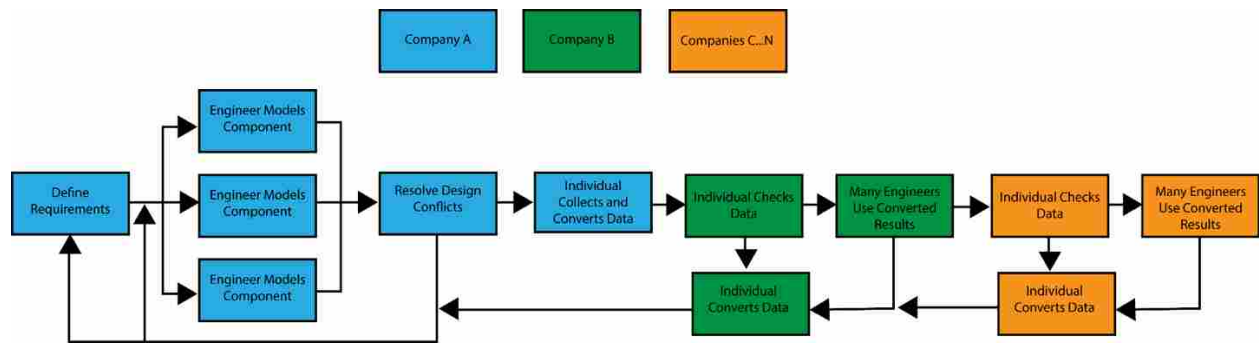 Company A
Company B
Companies C...N
Engineer Models
Component
Define
Requirements
Engineer Models
Component
Resolve Design
Conflicts
Individual
Collects and
Converts Data
Individual Checks
Data
Many Engineers
Use Converted
Results
Individual Checks
Data
Many Engineers
Use Converted
Results
Engineer Models
Component
Individual
Converts Data
Individual
Converts Data